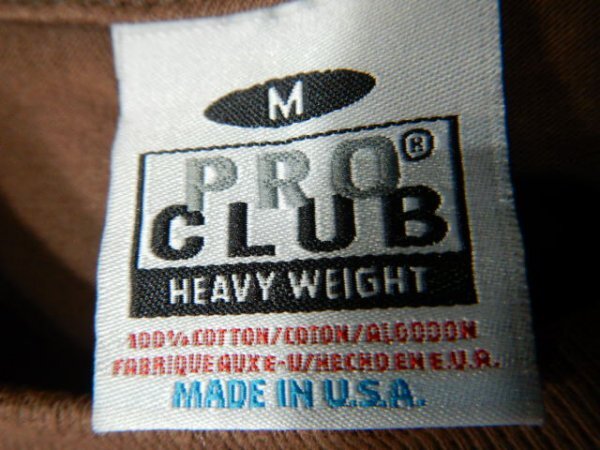 M
PRO®
CLUB
HEAVY WEIGHT
100% COTTON/COTON/ALGODON
FABRIQUE AUX E-U/HECHO EN E.U.A.
MADE IN U.S.A.